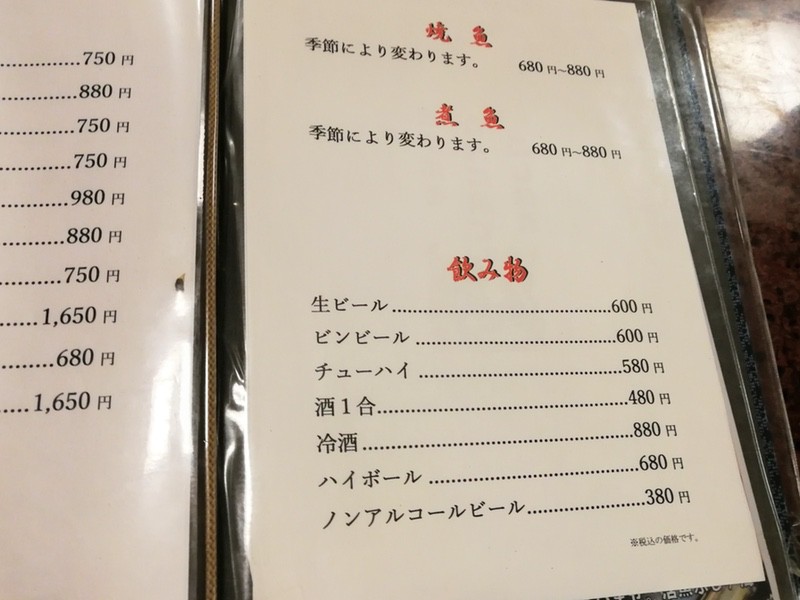 750円
880円
750円
750円
980円
880円
750円
1,650円
680円
1,650円
焼魚
季節により変わります。 680円~880円
煮魚
季節により変わります。 680円~880円
飲み物
生ビール.......................................600円
ビンビール....................................600円
チューハイ....................................580円
酒1合............................................480円
冷酒..............................................880円
ハイボール....................................680円
ノンアルコールビール.....................380円
※税込の価格です。